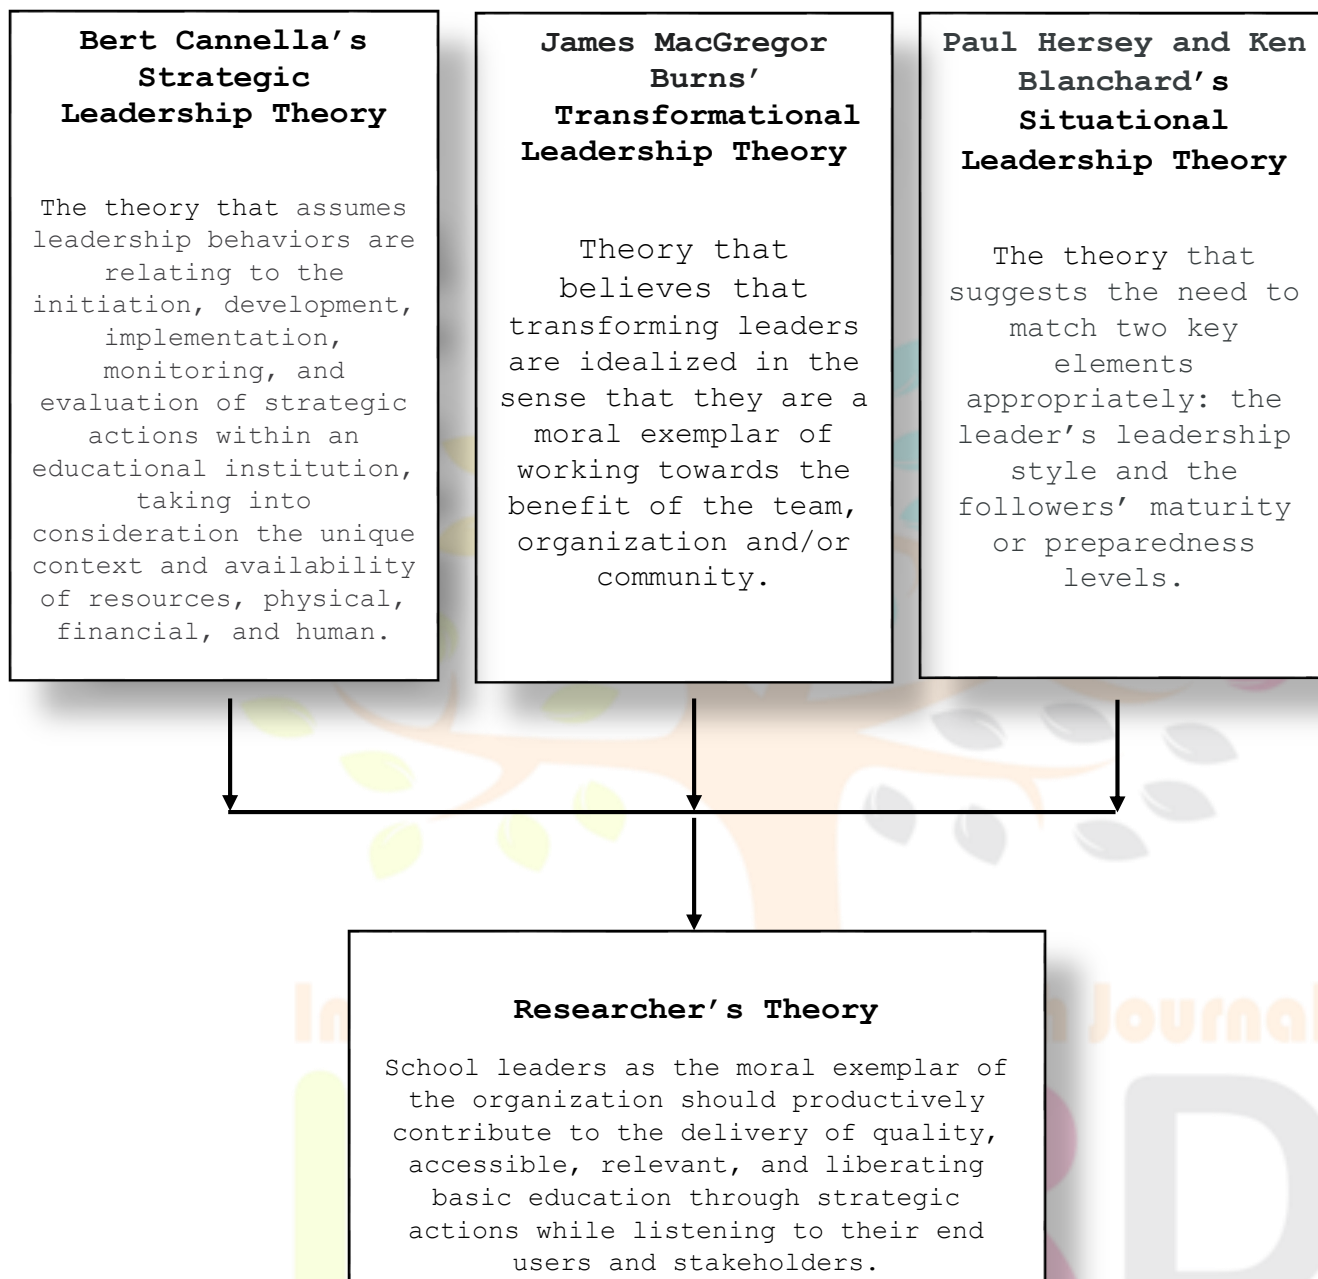 Bert Cannella’s
Strategic
Leadership Theory
The theory that assumes
leadership behaviors are
relating to the
initiation, development,
implementation,
monitoring, and
evaluation of strategic
actions within an
educational institution,
taking into
consideration the unique
context and availability
of resources, physical,
financial, and human.
James MacGregor
Burns’
Transformational
Leadership Theory
Theory that
believes that
transforming leaders
are idealized in the
sense that they are a
moral exemplar of
working towards the
benefit of the team,
organization and/or
community.
Paul Hersey and Ken
Blanchard’s
Situational
Leadership Theory
The theory that
suggests the need to
match two key
elements
appropriately: the
leader’s leadership
style and the
followers’ maturity
or preparedness
levels.
Researcher’s Theory
School leaders as the moral exemplar of
the organization should productively
contribute to the delivery of quality,
accessible, relevant, and liberating
basic education through strategic
actions while listening to their end
users and stakeholders.
Journal